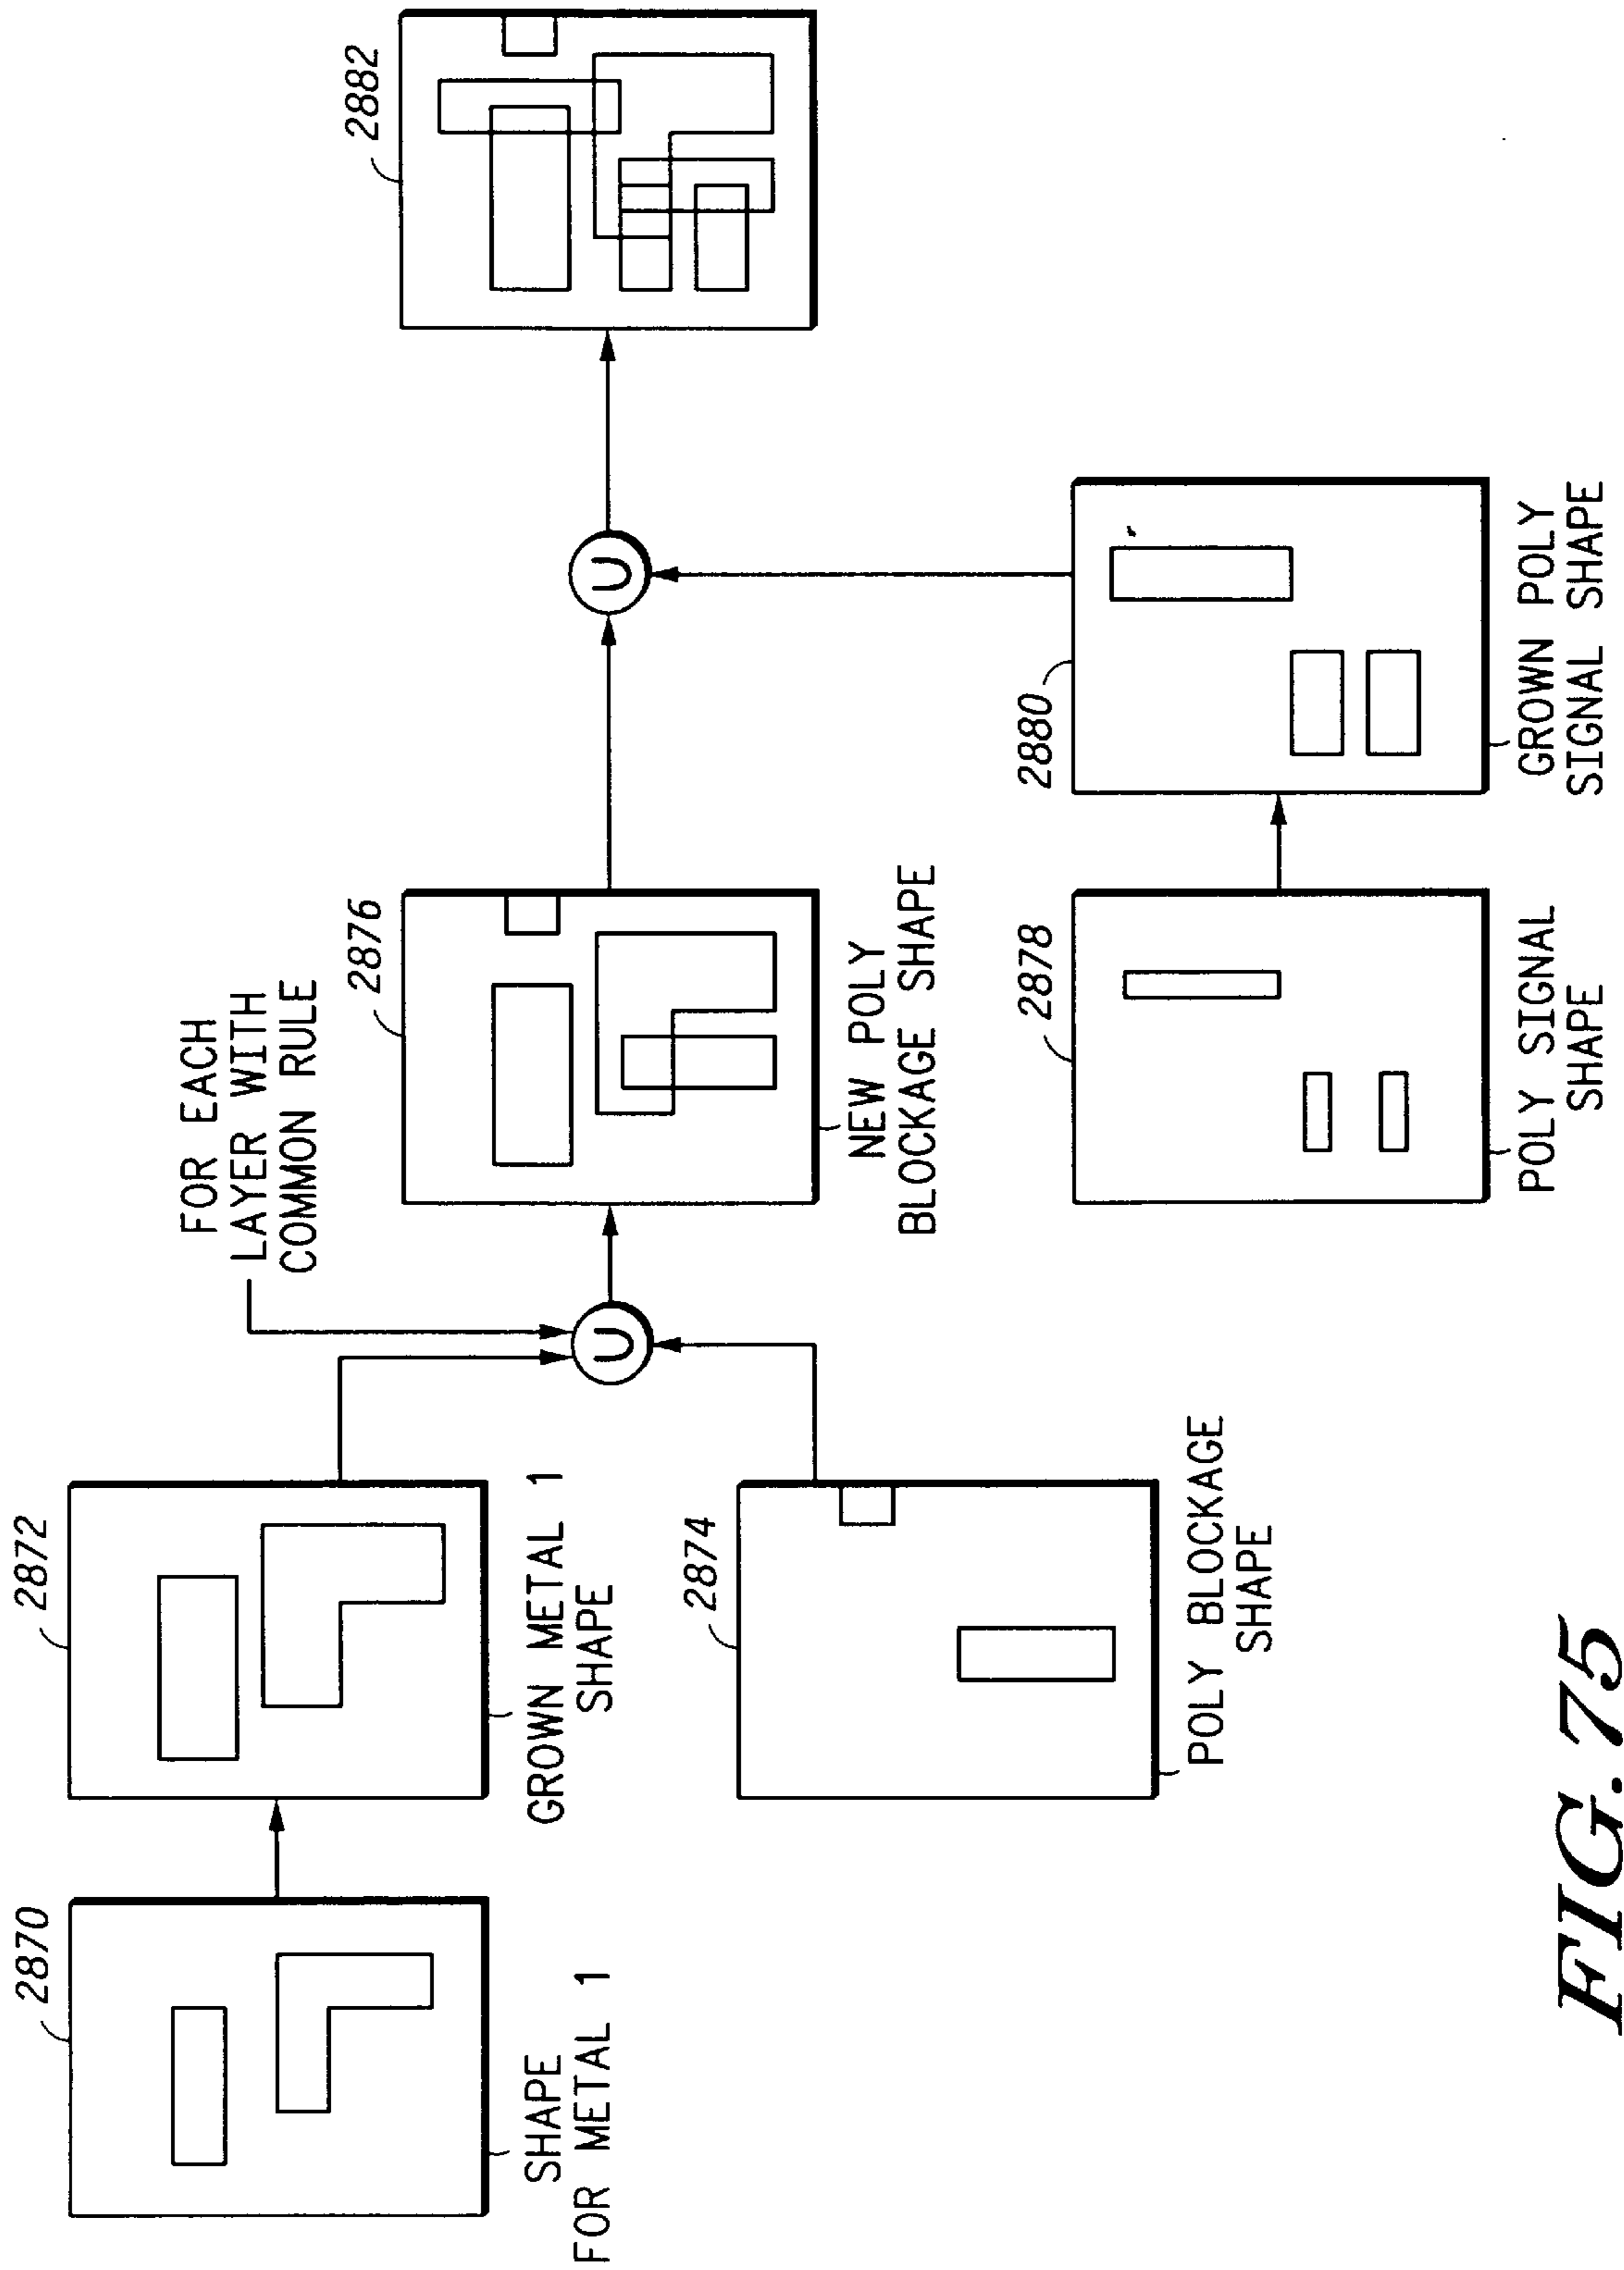 2870
SHAPE
FOR METAL 1
2872
GROWN METAL 1
SHAPE
2874
POLY BLOCKAGE
SHAPE
FOR EACH
LAYER WITH
COMMON RULE
U
2876
NEW POLY
BLOCKAGE SHAPE
2878
POLY SIGNAL
SHAPE
2880
GROWN POLY
SIGNAL SHAPE
U
2882
FIG. 75